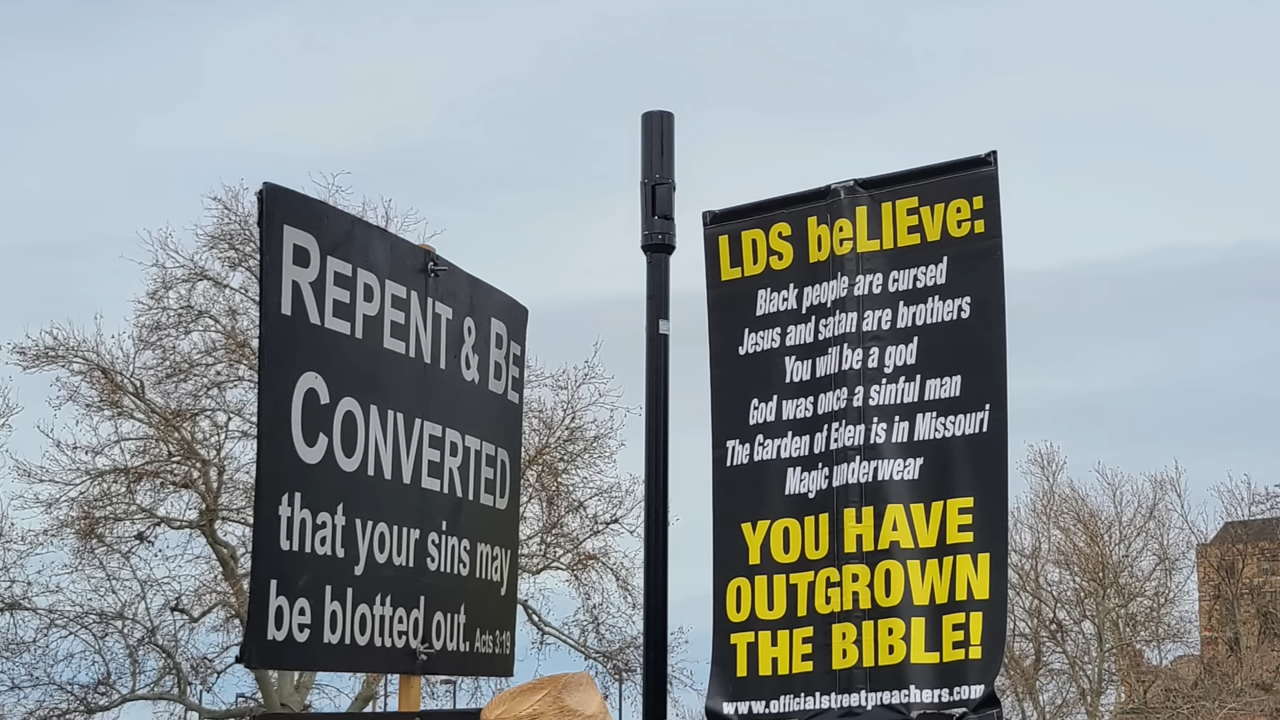 REPENT & BE
CONVERTED
that your sins may
be blotted out. Acts 3:19
LDS beLIEve:
Black people are cursed
Jesus and satan are brothers
You will be a god
God was once a sinful man
The Garden of Eden is in Missouri
Magic underwear
YOU HAVE
OUTGROWN
THE BIBLE!
www.officialstreetpreachers.com